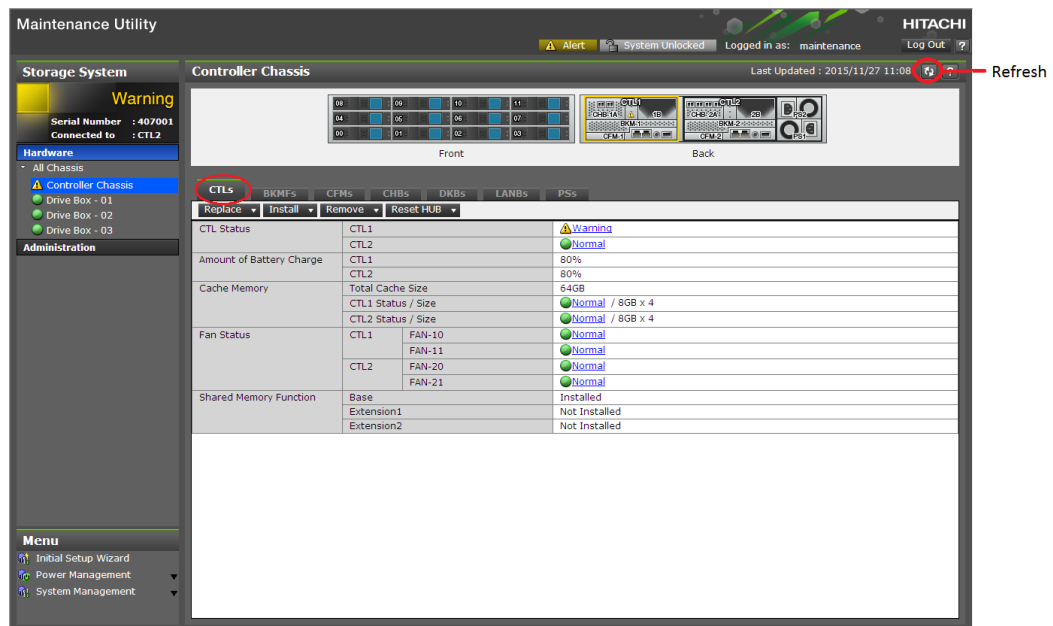 Maintenance Utility
HITACHI
Alert System Unlocked Logged in as: maintenance Log Out ?
Storage System
Warning
Serial Number : 407001
Connected to : CTL2
Hardware
All Chassis
Controller Chassis
Drive Box - 01
Drive Box - 02
Drive Box - 03
Administration
Controller Chassis
Last Updated : 2015/11/27 11:08 ?
Refresh
08 09 10 11
04 05 06 07
00 01 02 03
Front
CTL1 CTL2
CHB-1A 1B CHB-2A 2B PS2
BKM-1 BKM-2
CFM-1 CFM-2 PS1
Back
CTLs BKMFs CFMs CHBs DKBs LANBs PSs
Replace Install Remove Reset HUB
CTL Status CTL1 Warning
CTL2 Normal
Amount of Battery Charge CTL1 80%
CTL2 80%
Cache Memory Total Cache Size 64GB
CTL1 Status / Size Normal / 8GB x 4
CTL2 Status / Size Normal / 8GB x 4
Fan Status CTL1 FAN-10 Normal
FAN-11 Normal
CTL2 FAN-20 Normal
FAN-21 Normal
Shared Memory Function Base Installed
Extension1 Not Installed
Extension2 Not Installed
Menu
Initial Setup Wizard
Power Management
System Management